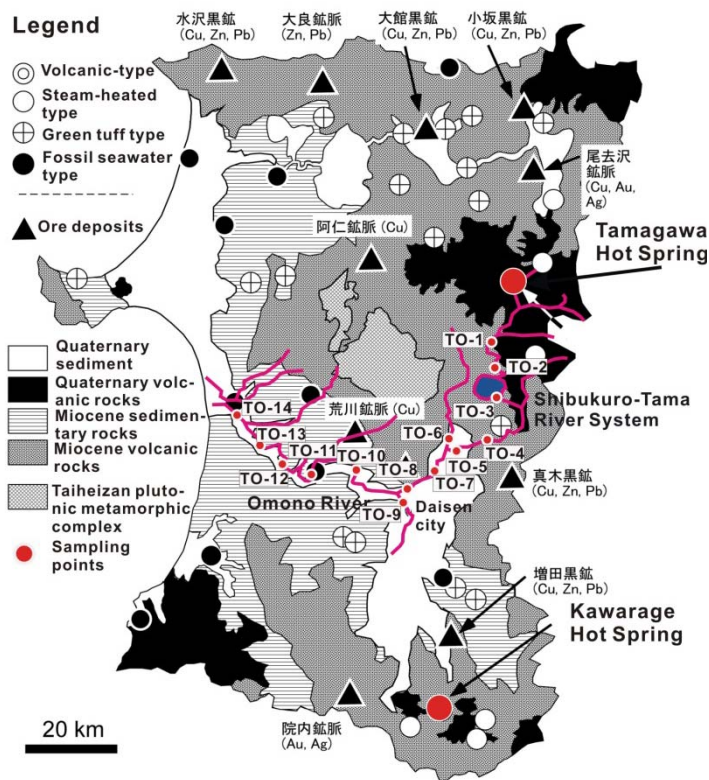 Legend
Volcanic-type
Steam-heated
type
Green tuff type
Fossil seawater
type
Ore deposits
水沢黒鉱
(Cu, Zn, Pb)
大良鉱脈
(Zn, Pb)
大館黒鉱
(Cu, Zn, Pb)
小坂黒鉱
(Cu, Zn, Pb)
尾去沢
鉱脈
(Cu, Au,
Ag)
阿仁鉱脈 (Cu)
Tamagawa
Hot Spring
Quaternary
sediment
Quaternary volc-
anic rocks
Miocene sedimen-
tary rocks
Miocene volcanic
rocks
Taiheizan pluto-
nic metamorphic
complex
Sampling
points
TO-1
TO-2
TO-3
Shibukuro-Tama
River System
TO-4
TO-5
TO-6
TO-7
TO-8
TO-9
TO-10
TO-11
TO-12
TO-13
TO-14
荒川鉱脈 (Cu)
Omono River
Daisen
city
真木黒鉱
(Cu, Zn, Pb)
増田黒鉱
(Cu, Zn, Pb)
Kawarage
Hot Spring
院内鉱脈
(Au, Ag)
20 km